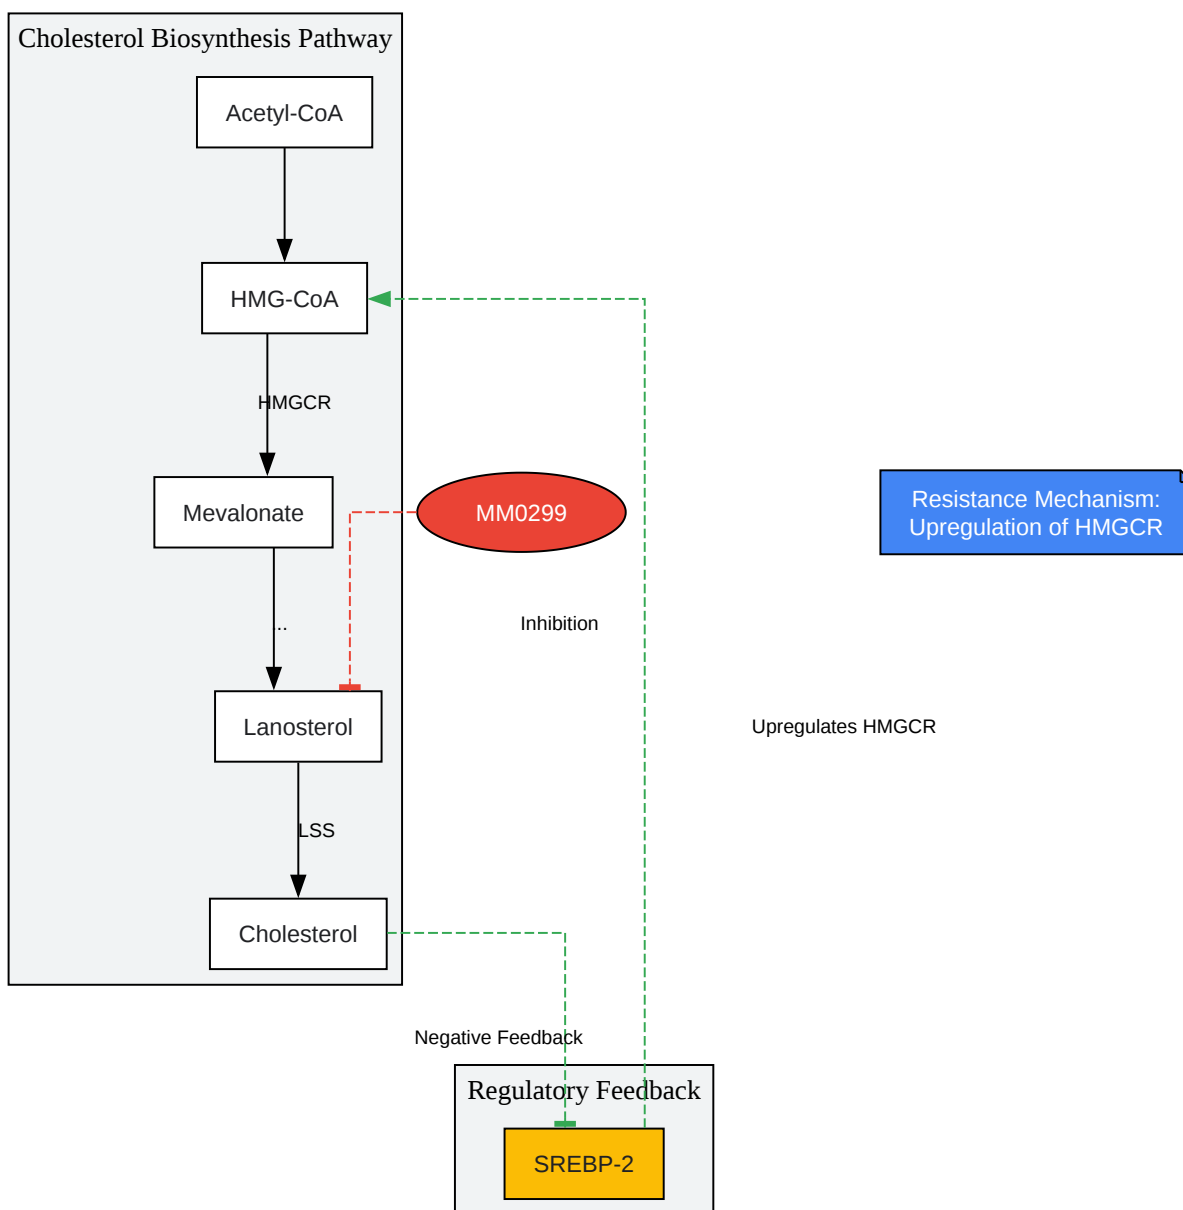 Cholesterol Biosynthesis Pathway
Acetyl-CoA
HMG-CoA
HMGCR
Mevalonate
MM0299
Resistance Mechanism:
Upregulation of HMGCR
...
Inhibition
Lanosterol
Upregulates HMGCR
LSS
Cholesterol
Negative Feedback
Regulatory Feedback
SREBP-2